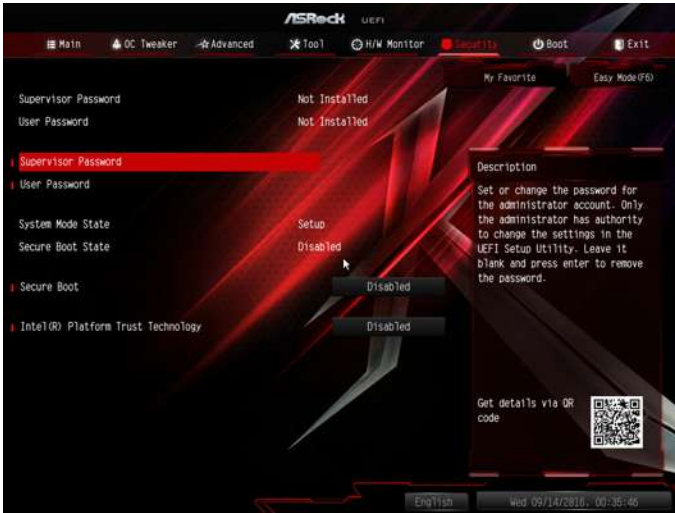 ASRock UEFI
Main OC Tweaker Advanced Tool H/W Monitor Security Boot Exit
My Favorite Easy Mode(F6)
Supervisor Password Not Installed
User Password Not Installed
Supervisor Password
User Password
System Mode State Setup
Secure Boot State Disabled
Secure Boot Disabled
Intel(R) Platform Trust Technology Disabled
Description
Set or change the password for
the administrator account. Only
the administrator has authority
to change the settings in the
UEFI Setup Utility. Leave it
blank and press enter to remove
the password.
Get details via QR
code
English Wed 09/14/2816. 00:35:46